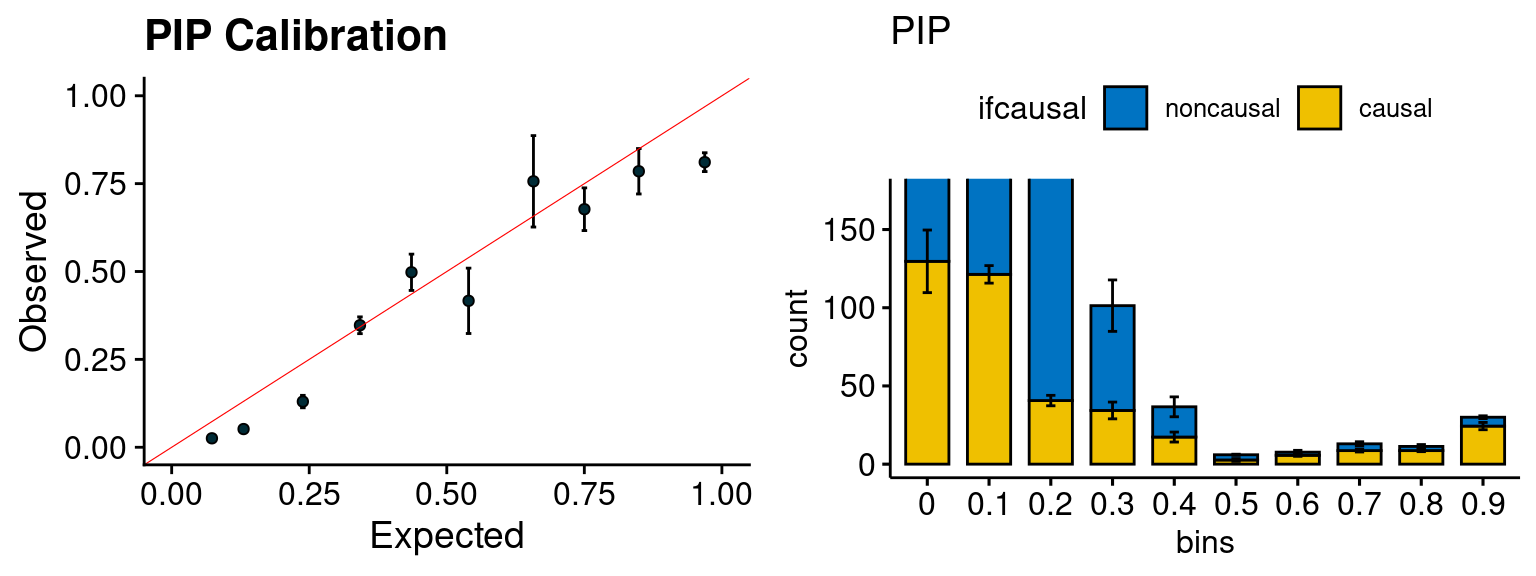 PIP Calibration
1.00
0.75
0.50
0.25
0.00
Observed
0.00 0.25 0.50 0.75 1.00
Expected
PIP
ifcausal noncausal causal
150
100
50
0
count
0 0.1 0.2 0.3 0.4 0.5 0.6 0.7 0.8 0.9
bins